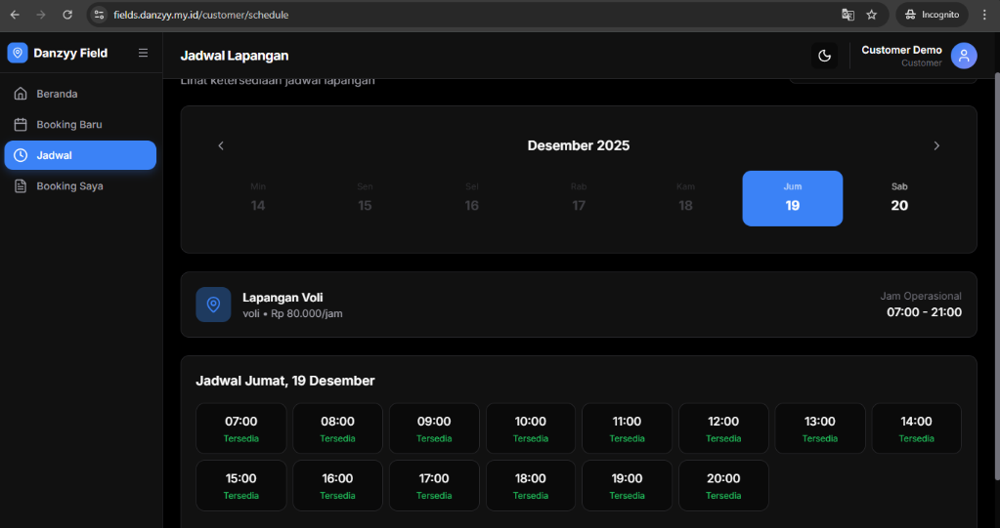 fields.danzyy.my.id/customer/schedule
Incognito
Danzyy Field
Jadwal Lapangan
Customer Demo
Customer
Beranda
Booking Baru
Jadwal
Booking Saya
Lihat ketersediaan jadwal lapangan
Desember 2025
Min Sen Sel Rab Kam Jum Sab
14 15 16 17 18 19 20
Lapangan Voli
voli • Rp 80.000/jam
Jam Operasional
07:00 - 21:00
Jadwal Jumat, 19 Desember
07:00 08:00 09:00 10:00 11:00 12:00 13:00 14:00
Tersedia Tersedia Tersedia Tersedia Tersedia Tersedia Tersedia Tersedia
15:00 16:00 17:00 18:00 19:00 20:00
Tersedia Tersedia Tersedia Tersedia Tersedia Tersedia